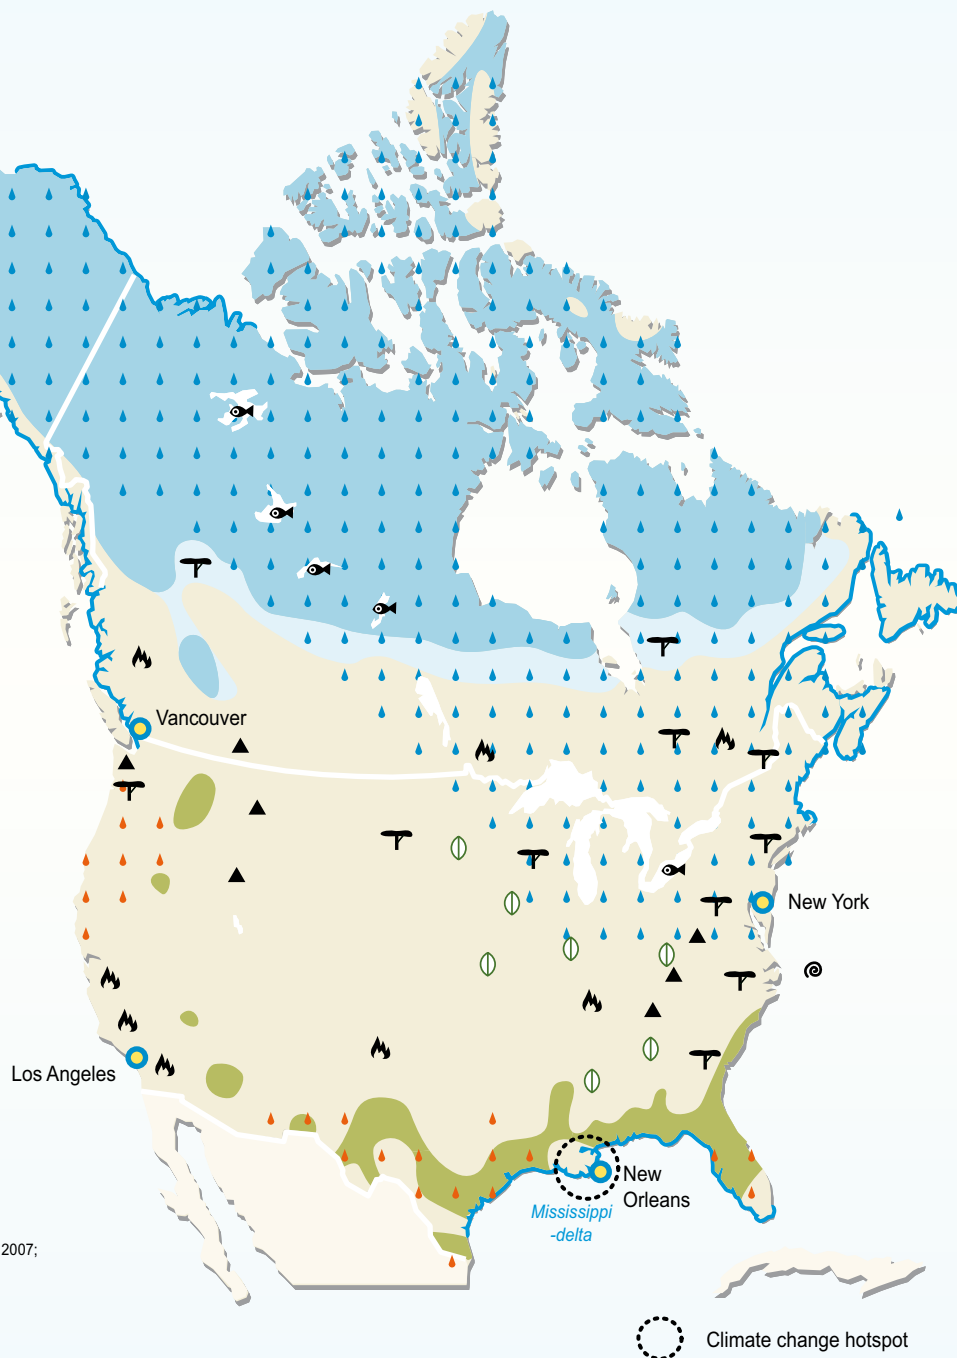 Vancouver
New York
Los Angeles
New
Orleans
Mississippi
-delta
2007;
Climate change hotspot